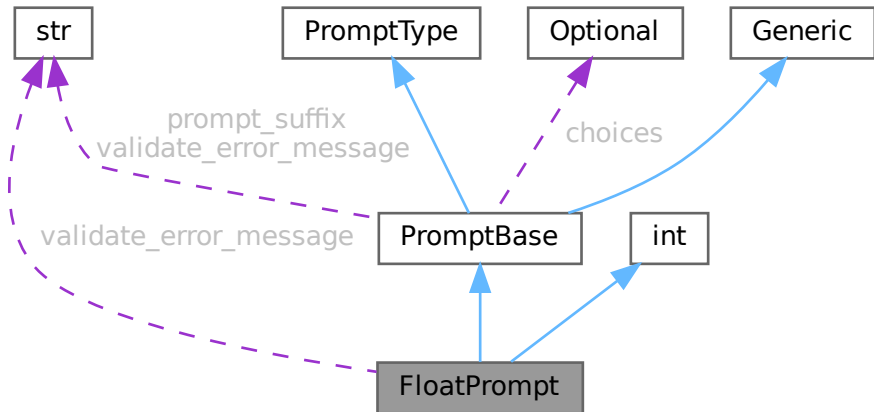 str
PromptType
Optional
Generic
prompt_suffix
validate_error_message
choices
validate_error_message
PromptBase
int
FloatPrompt